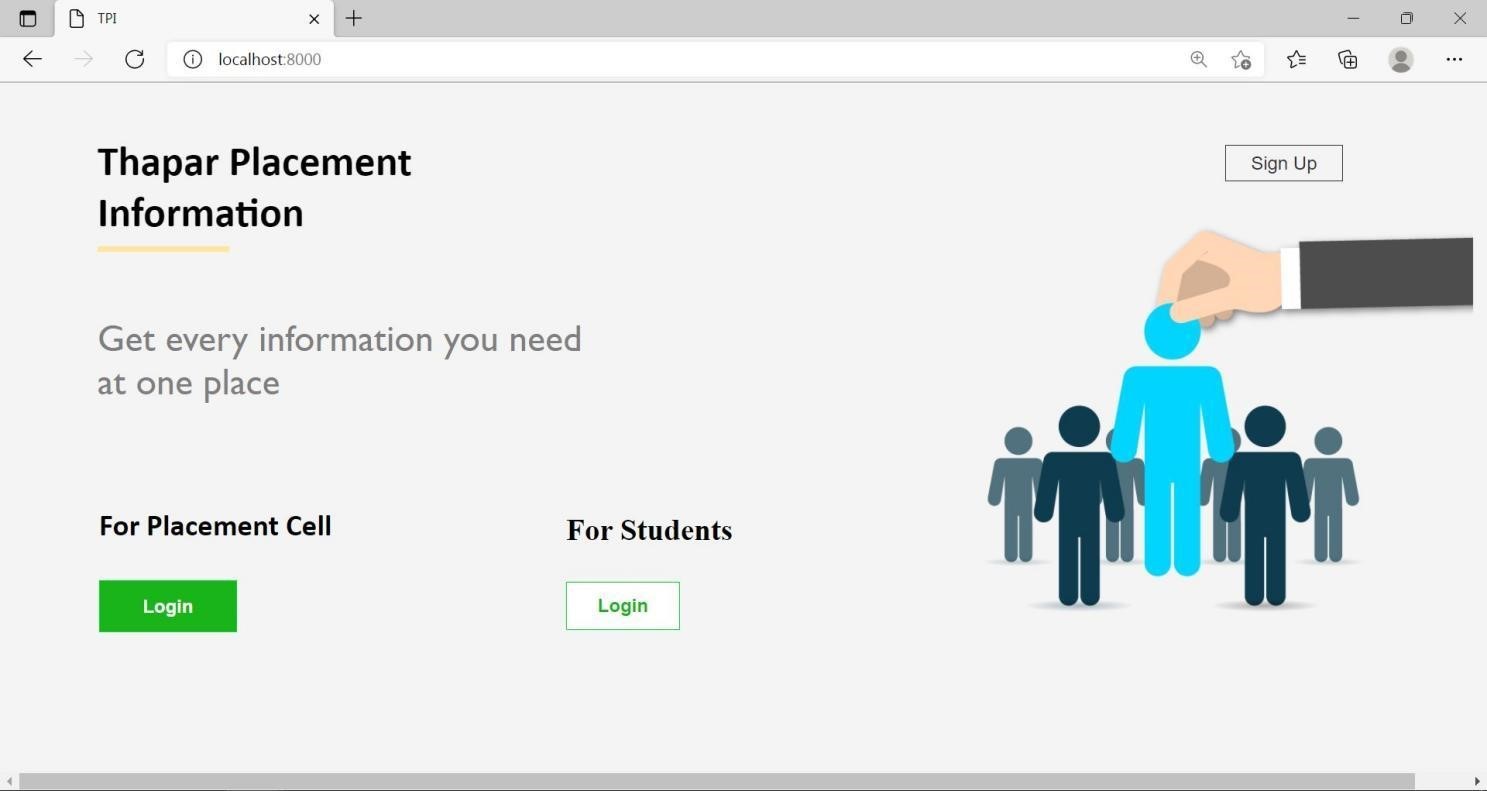 TPI
localhost:8000
Thapar Placement
Information
Sign Up
Get every information you need
at one place
For Placement Cell
For Students
Login
Login